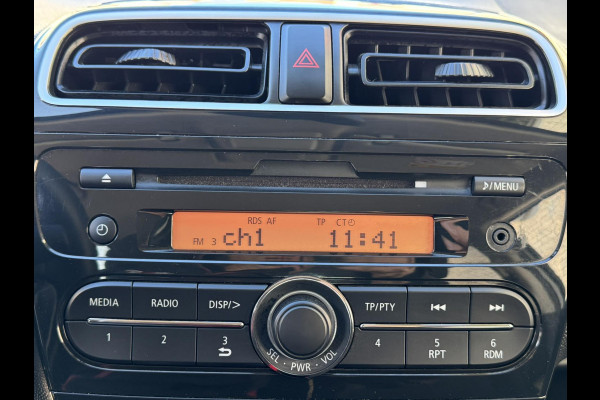 ♪/MENU
RDS AF TP CT
FM 3 ch1 11:41
MEDIA RADIO DISP/> TP/PTY
1 2 3 4 5 6
RPT RDM
SEL · PWR · VOL